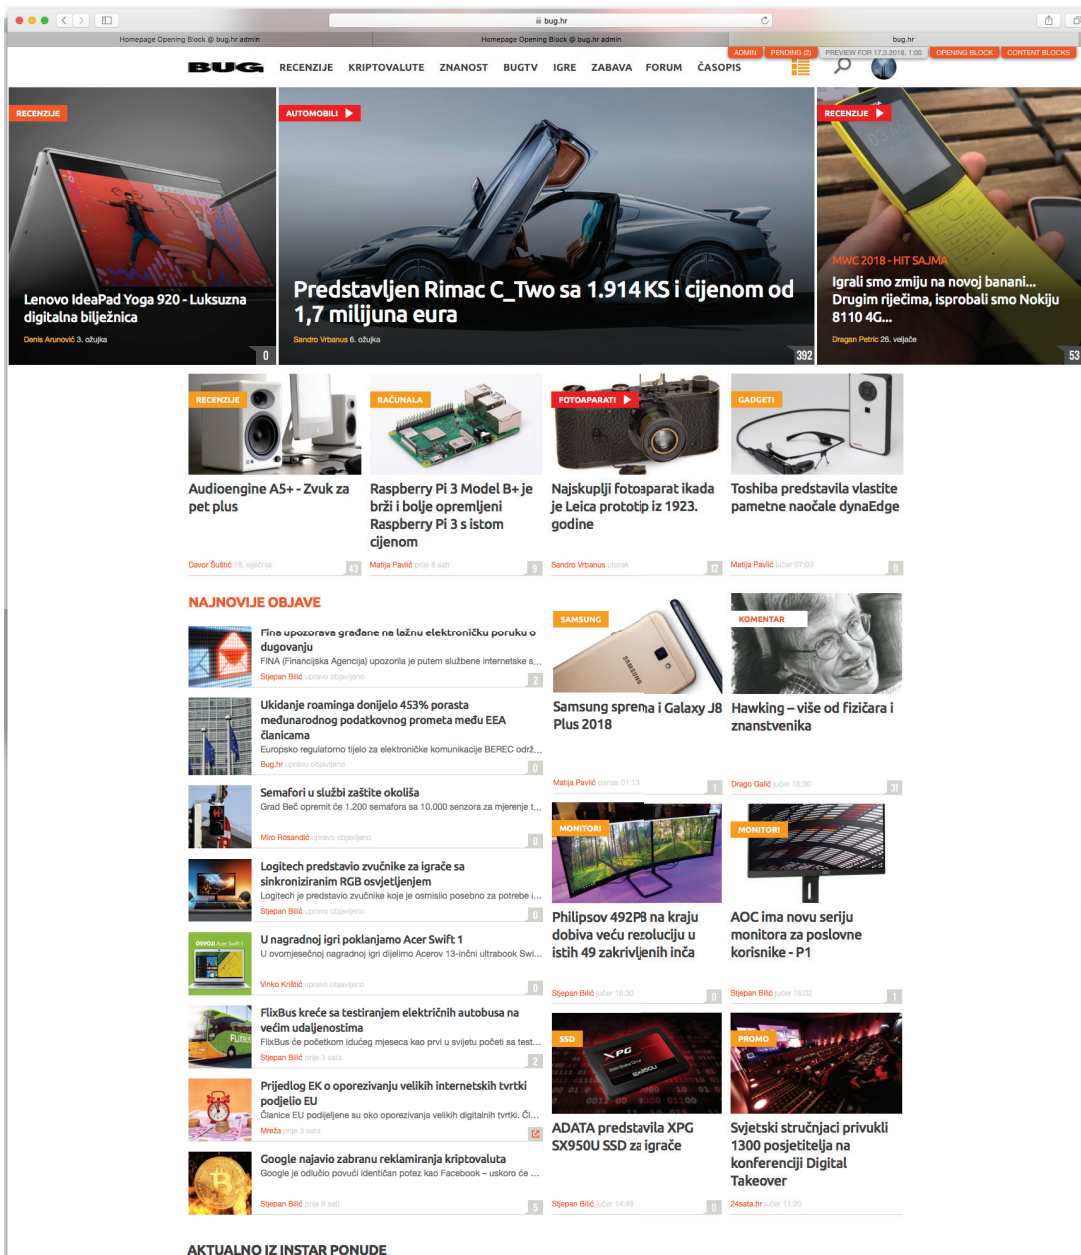 bug.hr
Homepage Opening Block @ bug.hr admin
Homepage Opening Block @ bug.hr admin
bug.hr
ADMIN
PENDING (2)
PREVIEW FOR 17.3.2018. 1:00
OPENING BLOCK
CONTENT BLOCKS
BUG
RECENZIJE KRIPTOVALUTE ZNANOST BUGTV IGRE ZABAVA FORUM ČASOPIS
RECENZIJE
Lenovo IdeaPad Yoga 920 - Luksuzna
digitalna bilježnica
Denis Arunović 3. ožujka
0
AUTOMOBILI
Predstavljen Rimac C_Two sa 1.914 KS i cijenom od
1,7 milijuna eura
Sandro Vrbanus 6. ožujka
392
RECENZIJE
MWC 2018 - HIT SAJMA
Igrali smo zmiju na novoj banani...
Drugim riječima, isprobali smo Nokiju
8110 4G...
Dragan Petric 26. veljače
53
RECENZIJE
Audioengine A5+ - Zvuk za
pet plus
Davor Šuštić 18. siječnja
43
RAČUNALA
Raspberry Pi 3 Model B+ je
brži i bolje opremljeni
Raspberry Pi 3 s istom
cijenom
Matija Pavlić prije 8 sati
9
FOTOAPARATI
Najskuplji fotoaparat ikada
je Leica prototip iz 1923.
godine
Sandro Vrbanus utorak
12
GADGETI
Toshiba predstavila vlastite
pametne naočale dynaEdge
Matija Pavlić jučer 07:00
0
NAJNOVIJE OBJAVE
Fina upozorava građane na lažnu elektroničku poruku o
dugovanju
FINA (Financijska Agencija) upozorila je putem službene internetske s...
Stjepan Bilić upravo objavljeno
2
Ukidanje roaminga donijelo 453% porasta
međunarodnog podatkovnog prometa među EEA
članicama
Europsko regulatorno tijelo za elektroničke komunikacije BEREC održ...
Bug.hr upravo objavljeno
0
Semafori u službi zaštite okoliša
Grad Beč opremit će 1.200 semafora sa 10.000 senzora za mjerenje t...
Miro Rosandić upravo objavljeno
0
Logitech predstavio zvučnike za igrače sa
sinkroniziranim RGB osvjetljenjem
Logitech je predstavio zvučnike koje je osmislio posebno za potrebe i...
Stjepan Bilić upravo objavljeno
0
OSVOJI Acer Swift 1
U nagradnoj igri poklanjamo Acer Swift 1
U ovomjesečnoj nagradnoj igri dijelimo Acerov 13-inčni ultrabook Swi...
Vinko Krištić upravo objavljeno
0
FlixBus kreće sa testiranjem električnih autobusa na
većim udaljenostima
FlixBus će početkom idućeg mjeseca kao prvi u svijetu početi sa test...
Stjepan Bilić prije 3 sata
2
Prijedlog EK o oporezivanju velikih internetskih tvrtki
podjelio EU
Članice EU podijeljene su oko oporezivanja velikih digitalnih tvrtki. Čl...
Mreža prije 3 sata
Google najavio zabranu reklamiranja kriptovaluta
Google je odlučio povući identičan potez kao Facebook – uskoro će ...
Stjepan Bilić prije 8 sati
5
SAMSUNG
SAMSUNG
Samsung sprema i Galaxy J8
Plus 2018
Matija Pavlić danas 01:13
1
KOMENTAR
Hawking – više od fizičara i
znanstvenika
Drago Galić jučer 16:30
31
MONITORI
Philipsov 492P8 na kraju
dobiva veću rezoluciju u
istih 49 zakrivljenih inča
Stjepan Bilić jučer 16:30
0
MONITORI
AOC ima novu seriju
monitora za poslovne
korisnike - P1
Stjepan Bilić jučer 16:02
1
SSD
XPG
Solid State Drive
SX950U
ADATA predstavila XPG
SX950U SSD za igrače
Stjepan Bilić jučer 14:49
0
PROMO
Svjetski stručnjaci privukli
1300 posjetitelja na
konferenciji Digital
Takeover
24sata.hr jučer 11:20
AKTUALNO IZ INSTAR PONUDE